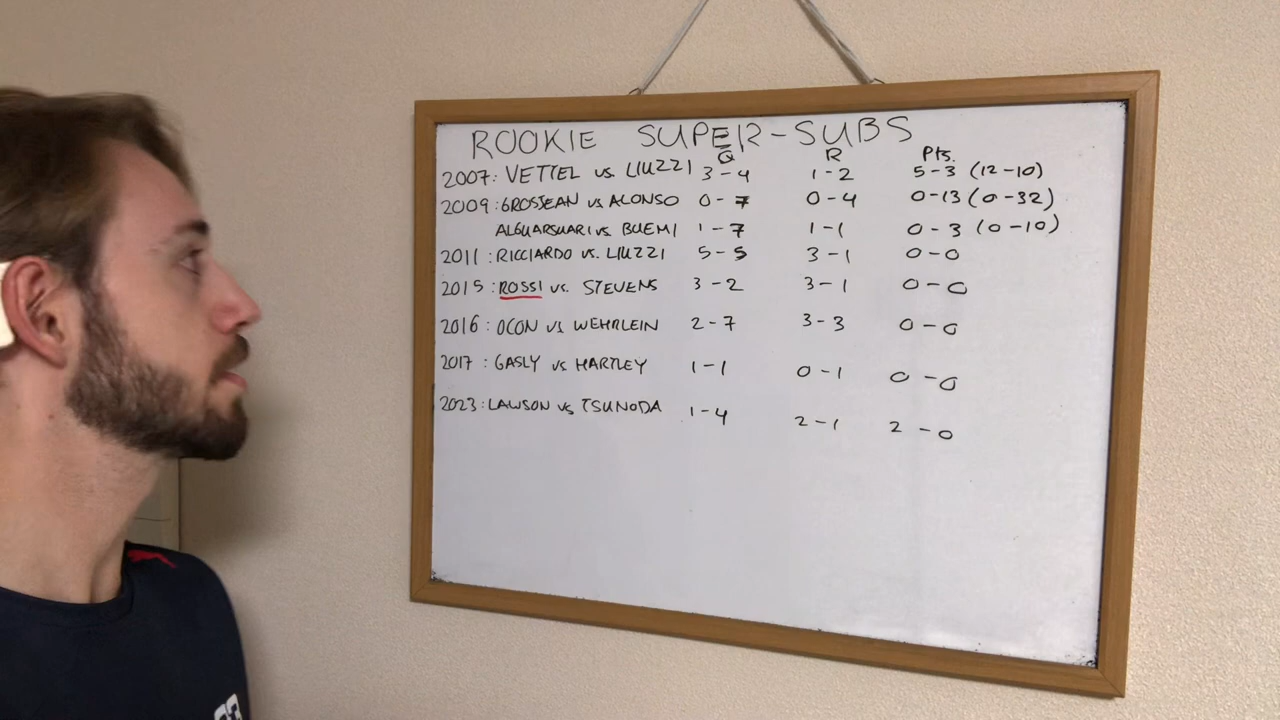 ROOKIE SUPER-SUBS
Q R Pts.
2007: VETTEL vs LIUZZI 3-4 1-2 5-3 (12-10)
2009: GROSJEAN vs ALONSO 0-7 0-4 0-13 (0-32)
ALGUARSUARI vs. BUEMI 1-7 1-1 0-3 (0-10)
2011: RICCIARDO vs. LIUZZI 5-5 3-1 0-0
2015: ROSSI vs. STEVENS 3-2 3-1 0-0
2016: OCON vs WEHRLEIN 2-7 3-3 0-0
2017: GASLY vs HARTLEY 1-1 0-1 0-0
2023: LAWSON vs TSUNODA 1-4 2-1 2-0